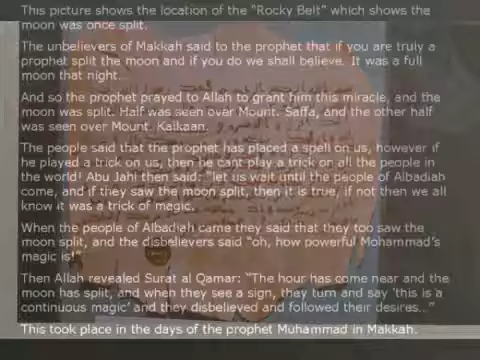 This picture shows the location of the "Rocky Belt" which shows the
moon was once split.
The unbelievers of Makkah said to the prophet that if you are truly a
prophet split the moon and if you do we shall believe. It was a full
moon that night.
And so the prophet prayed to Allah to grant him this miracle, and the
moon was split. Half was seen over Mount. Saffa, and the other half
was seen over Mount. Kaikaan.
The people said that the prophet has placed a spell on us, however if
he played a trick on us, then he cant play a trick on all the people in
the world! Abu Jahl then said: "let us wait until the people of Albadiah
come, and if they saw the moon split, then it is true, if not then we all
know it was a trick of magic.
When the people of Albadiah came they said that they too saw the
moon split, and the disbelievers said "oh, how powerful Mohammad's
magic is!"
Then Allah revealed Surat al Qamar: "The hour has come near and the
moon has split, and when they see a sign, they turn and say 'this is a
continuous magic' and they disbelieved and followed their desires..."
This took place in the days of the prophet Muhammad in Makkah.